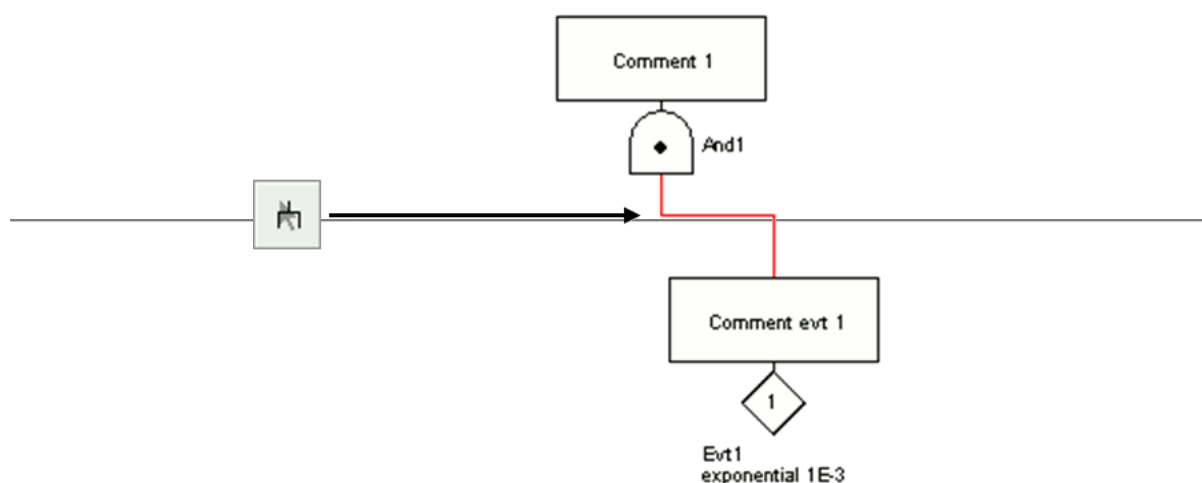 Comment 1
And1
Comment evt 1
1
Evt1
exponential 1E-3